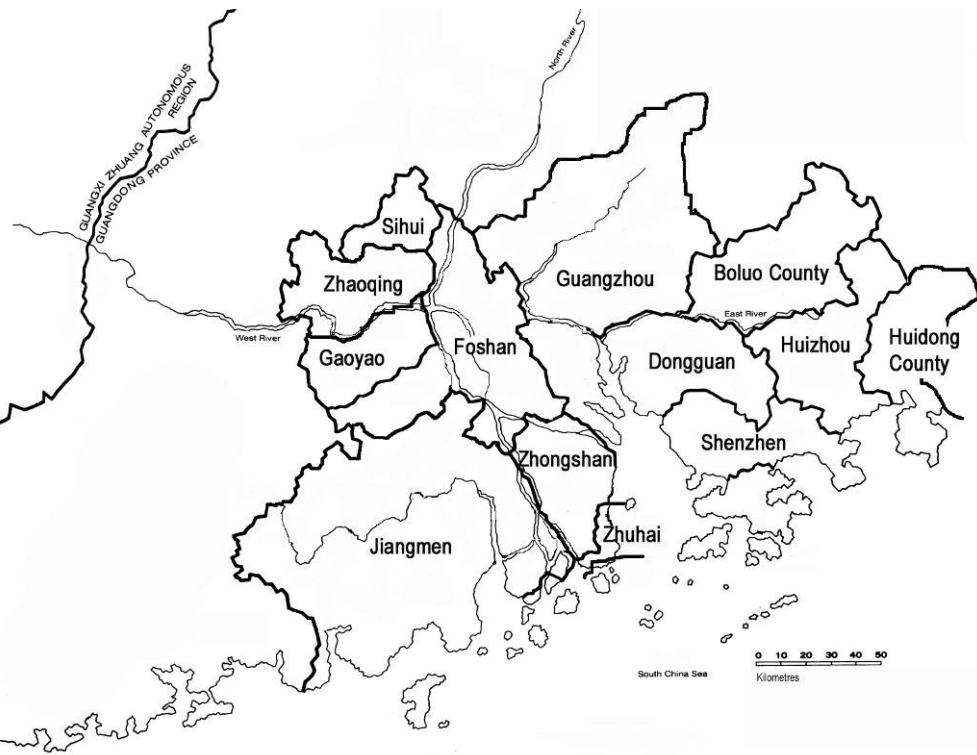 North River
GUANGXI ZHUANG AUTONOMOUS
REGION
GUANGDONG PROVINCE
Sihui
Zhaoqing
Guangzhou
Boluo County
West River
East River
Gaoyao
Foshan
Dongguan
Huizhou
Huidong
County
Shenzhen
Zhongshan
Zhuhai
Jiangmen
South China Sea
0 10 20 30 40 50
Kilometres